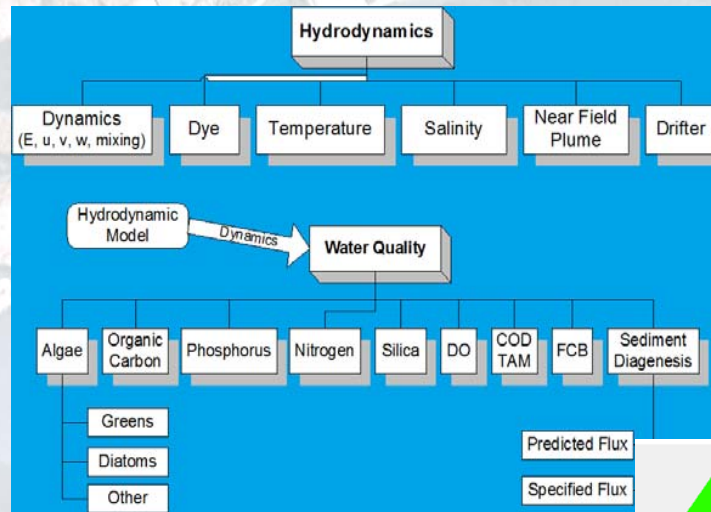 Hydrodynamics
Dynamics
(E, u, v, w, mixing)
Dye
Temperature
Salinity
Near Field
Plume
Drifter
Hydrodynamic
Model
Dynamics
Water Quality
Algae
Organic
Carbon
Phosphorus
Nitrogen
Silica
DO
COD
TAM
FCB
Sediment
Diagenesis
Greens
Diatoms
Other
Predicted Flux
Specified Flux